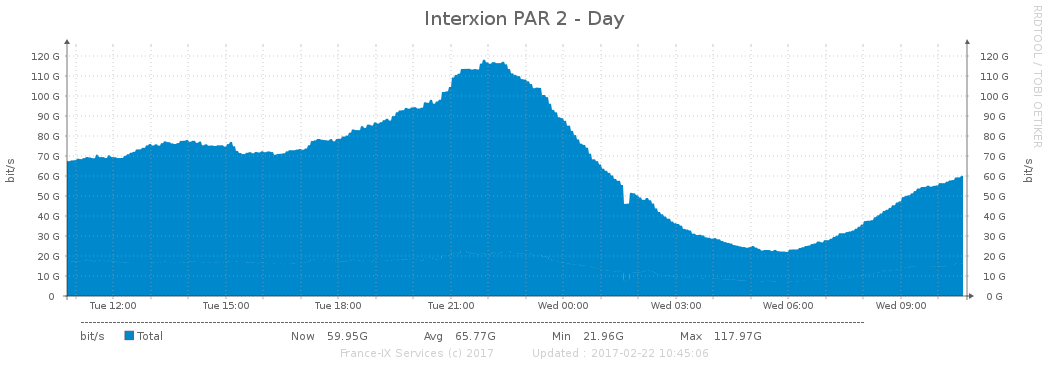 Interxion PAR 2 - Day
RRDTOOL / TOBI OETIKER
bit/s
120 G
110 G
100 G
90 G
80 G
70 G
60 G
50 G
40 G
30 G
20 G
10 G
0
120 G
110 G
100 G
90 G
80 G
70 G
60 G
50 G
40 G
30 G
20 G
10 G
0 G
bit/s
Tue 12:00 Tue 15:00 Tue 18:00 Tue 21:00 Wed 00:00 Wed 03:00 Wed 06:00 Wed 09:00
bit/s Total Now 59.95G Avg 65.77G Min 21.96G Max 117.97G
France-IX Services (c) 2017 Updated : 2017-02-22 10:45:06